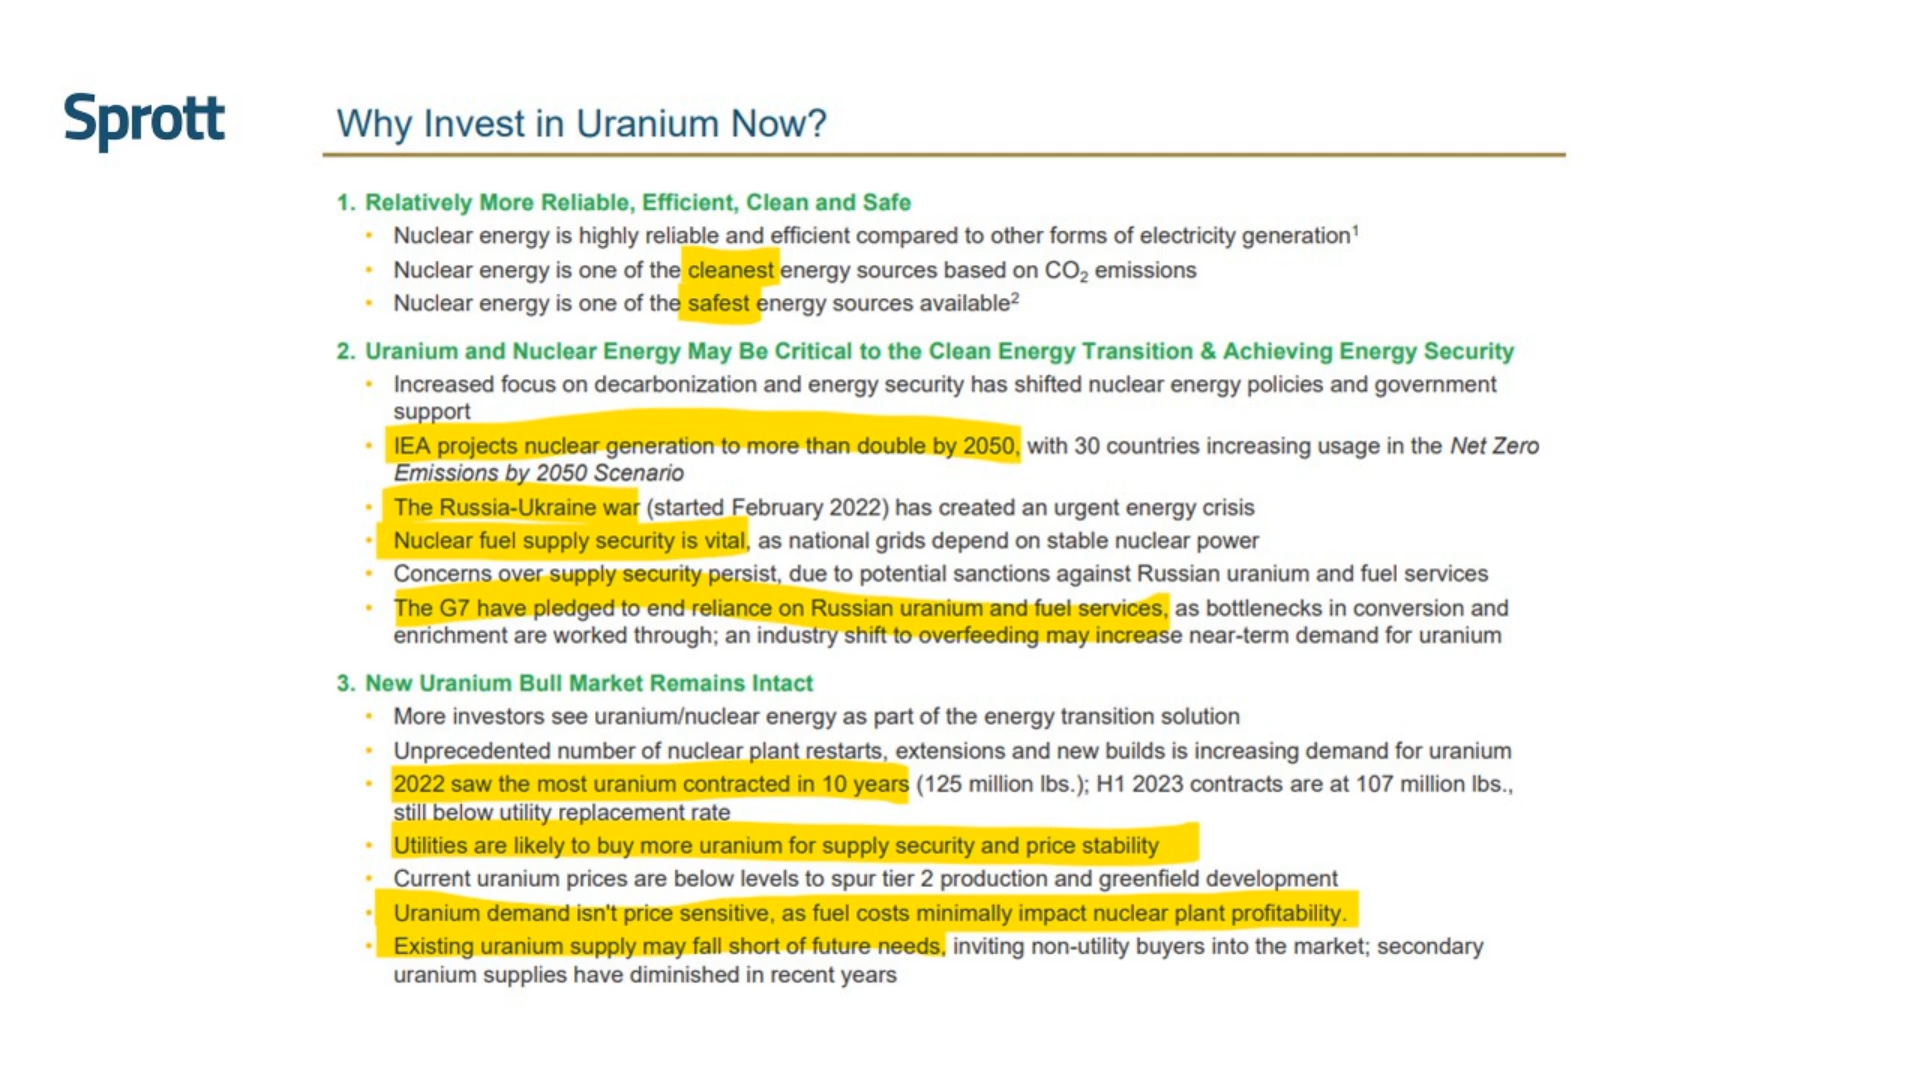 Sprott
Why Invest in Uranium Now?
1. Relatively More Reliable, Efficient, Clean and Safe
• Nuclear energy is highly reliable and efficient compared to other forms of electricity generation¹
• Nuclear energy is one of the cleanest energy sources based on CO₂ emissions
• Nuclear energy is one of the safest energy sources available²
2. Uranium and Nuclear Energy May Be Critical to the Clean Energy Transition & Achieving Energy Security
• Increased focus on decarbonization and energy security has shifted nuclear energy policies and government
support
• IEA projects nuclear generation to more than double by 2050, with 30 countries increasing usage in the Net Zero
Emissions by 2050 Scenario
• The Russia-Ukraine war (started February 2022) has created an urgent energy crisis
• Nuclear fuel supply security is vital, as national grids depend on stable nuclear power
• Concerns over supply security persist, due to potential sanctions against Russian uranium and fuel services
• The G7 have pledged to end reliance on Russian uranium and fuel services, as bottlenecks in conversion and
enrichment are worked through; an industry shift to overfeeding may increase near-term demand for uranium
3. New Uranium Bull Market Remains Intact
• More investors see uranium/nuclear energy as part of the energy transition solution
• Unprecedented number of nuclear plant restarts, extensions and new builds is increasing demand for uranium
• 2022 saw the most uranium contracted in 10 years (125 million lbs.); H1 2023 contracts are at 107 million lbs.,
still below utility replacement rate
• Utilities are likely to buy more uranium for supply security and price stability
• Current uranium prices are below levels to spur tier 2 production and greenfield development
• Uranium demand isn't price sensitive, as fuel costs minimally impact nuclear plant profitability.
• Existing uranium supply may fall short of future needs, inviting non-utility buyers into the market; secondary
uranium supplies have diminished in recent years